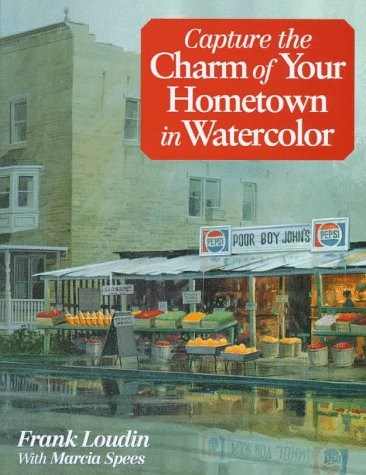 Capture the
Charm of Your
Hometown
in Watercolor
PEPSI
POOR BOY JOHN'S
PEPSI
Frank Loudin
With Marcia Spees